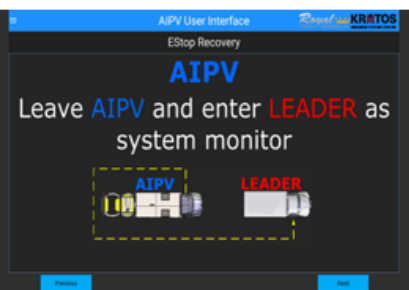 AIPV User Interface
Royal
KRATOS
EStop Recovery
AIPV
Leave AIPV and enter LEADER as
system monitor
AIPV
LEADER
Previous
Next